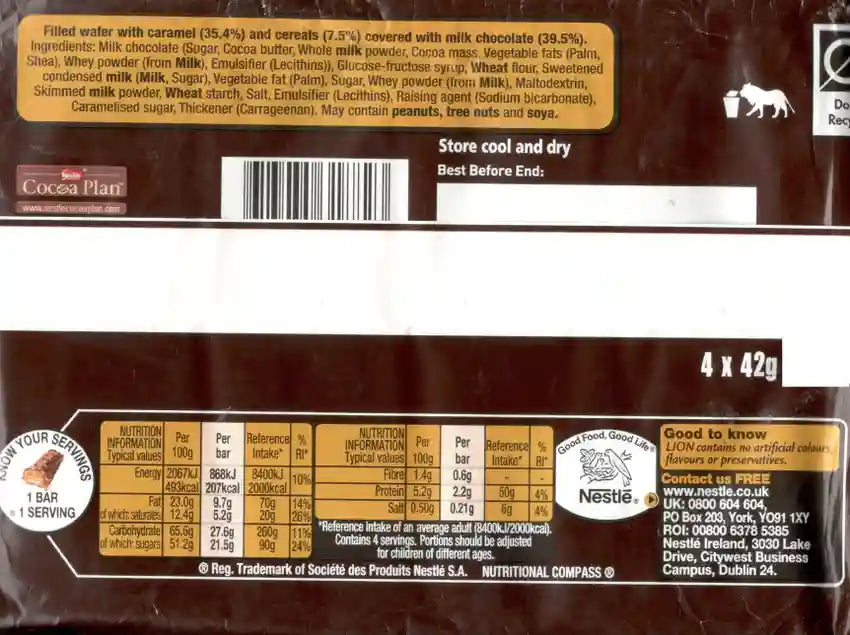 Filled wafer with caramel (35.4%) and cereals (7.5%) covered with milk chocolate (39.5%).
Ingredients: Milk chocolate (Sugar, Cocoa butter, Whole milk powder, Cocoa mass, Vegetable fats (Palm,
Shea), Whey powder (from Milk), Emulsifier (Lecithins)), Glucose-fructose syrup, Wheat flour, Sweetened
condensed milk (Milk, Sugar), Vegetable fat (Palm), Sugar, Whey powder (from Milk), Maltodextrin,
Skimmed milk powder, Wheat starch, Salt, Emulsifier (Lecithins), Raising agent (Sodium bicarbonate),
Caramelised sugar, Thickener (Carrageenan). May contain peanuts, tree nuts and soya.
Do
Recy
Store cool and dry
Best Before End:
Nestlé
Cocoa Plan
www.nestlecocoaplan.com
4 x 42g
KNOW YOUR SERVINGS
1 BAR
= 1 SERVING
NUTRITION INFORMATION Typical values Per 100g Per bar Reference Intake* % RI*
Energy 2067kJ 868kJ 8400kJ 10%
493kcal 207kcal 2000kcal
Fat 23.0g 9.7g 70g 14%
of which: saturates 12.4g 5.2g 20g 26%
Carbohydrate 65.6g 27.6g 260g 11%
of which: sugars 51.2g 21.5g 90g 24%
NUTRITION INFORMATION Typical values Per 100g Per bar Reference Intake* % RI*
Fibre 1.4g 0.6g - -
Protein 5.2g 2.2g 50g 4%
Salt 0.50g 0.21g 6g 4%
*Reference intake of an average adult (8400kJ/2000kcal).
Contains 4 servings. Portions should be adjusted
for children of different ages.
Good Food, Good Life
Nestlé®
Good to know
LION contains no artificial colours,
flavours or preservatives.
Contact us FREE
www.nestle.co.uk
UK: 0800 604 604,
PO Box 203, York, YO91 1XY
ROI: 00800 6378 5385
Nestlé Ireland, 3030 Lake
Drive, Citywest Business
Campus, Dublin 24.
® Reg. Trademark of Société des Produits Nestlé S.A. NUTRITIONAL COMPASS ®